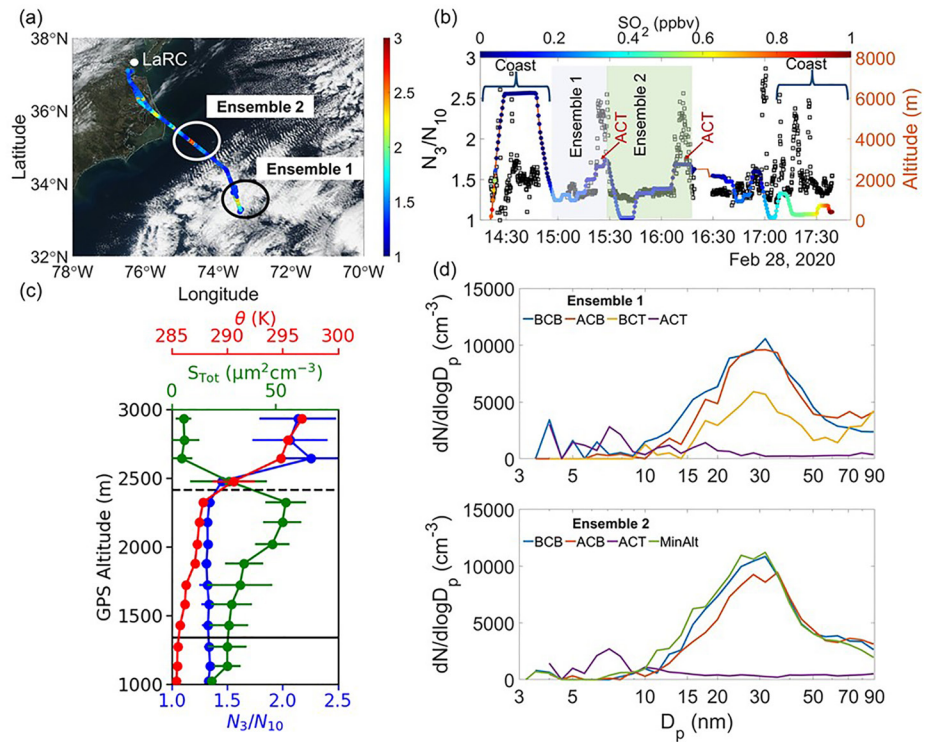 (a)
38°N
36°N
34°N
32°N
Latitude
78°W 76°W 74°W 72°W 70°W
Longitude
LaRC
Ensemble 2
Ensemble 1
3
2.5
2
1.5
1
(b)
SO2 (ppbv)
0 0.2 0.4 0.6 0.8 1
3
2.5
2
1.5
1
N3/N10
8000
6000
4000
2000
0
Altitude (m)
Coast
Ensemble 1
ACT
Ensemble 2
ACT
Coast
14:30 15:00 15:30 16:00 16:30 17:00 17:30
Feb 28, 2020
(c)
θ (K)
285 290 295 300
STot (μm2cm−3)
0 50
3000
2500
2000
1500
1000
GPS Altitude (m)
1.0 1.5 2.0 2.5
N3/N10
(d)
15000
10000
5000
0
dN/dlogDp (cm-3)
Ensemble 1
BCB ACB BCT ACT
3 5 10 15 20 30 40 50 70 90
15000
10000
5000
0
dN/dlogDp (cm-3)
Ensemble 2
BCB ACB ACT MinAlt
3 5 10 15 20 30 40 50 70 90
Dp (nm)